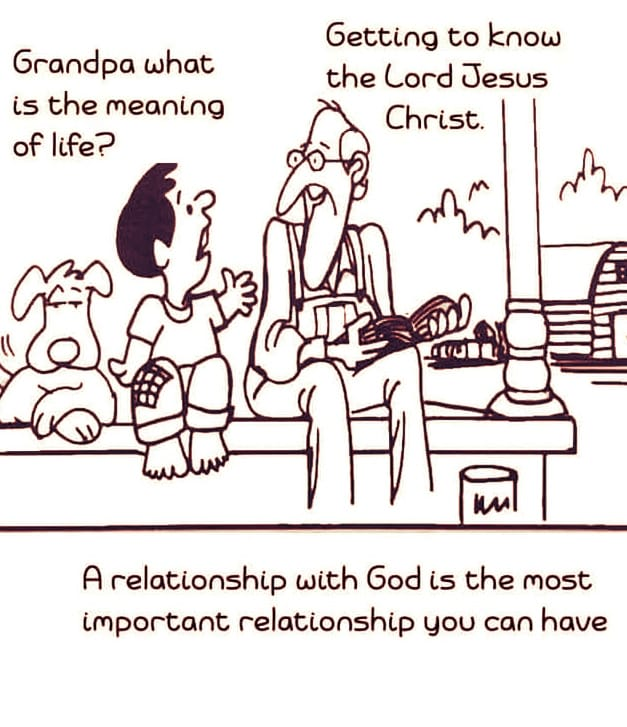 Grandpa what
is the meaning
of life?
Getting to know
the Lord Jesus
Christ.
A relationship with God is the most
important relationship you can have